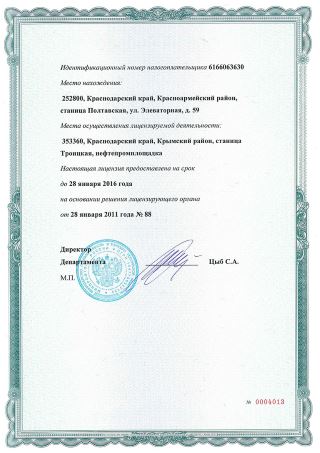 Идентификационный номер налогоплательщика 6166063630
Место нахождения:
252800, Краснодарский край, Красноармейский район,
станица Полтавская, ул. Элеваторная, д. 59
Места осуществления лицензируемой деятельности:
353360, Краснодарский край, Крымский район, станица
Троицкая, нефтепромплощадка
Настоящая лицензия предоставлена на срок
до 28 января 2016 года
на основании решения лицензирующего органа
от 28 января 2011 года № 88
Директор
Департамента Цыб С.А.
М.П.
№ 0004013